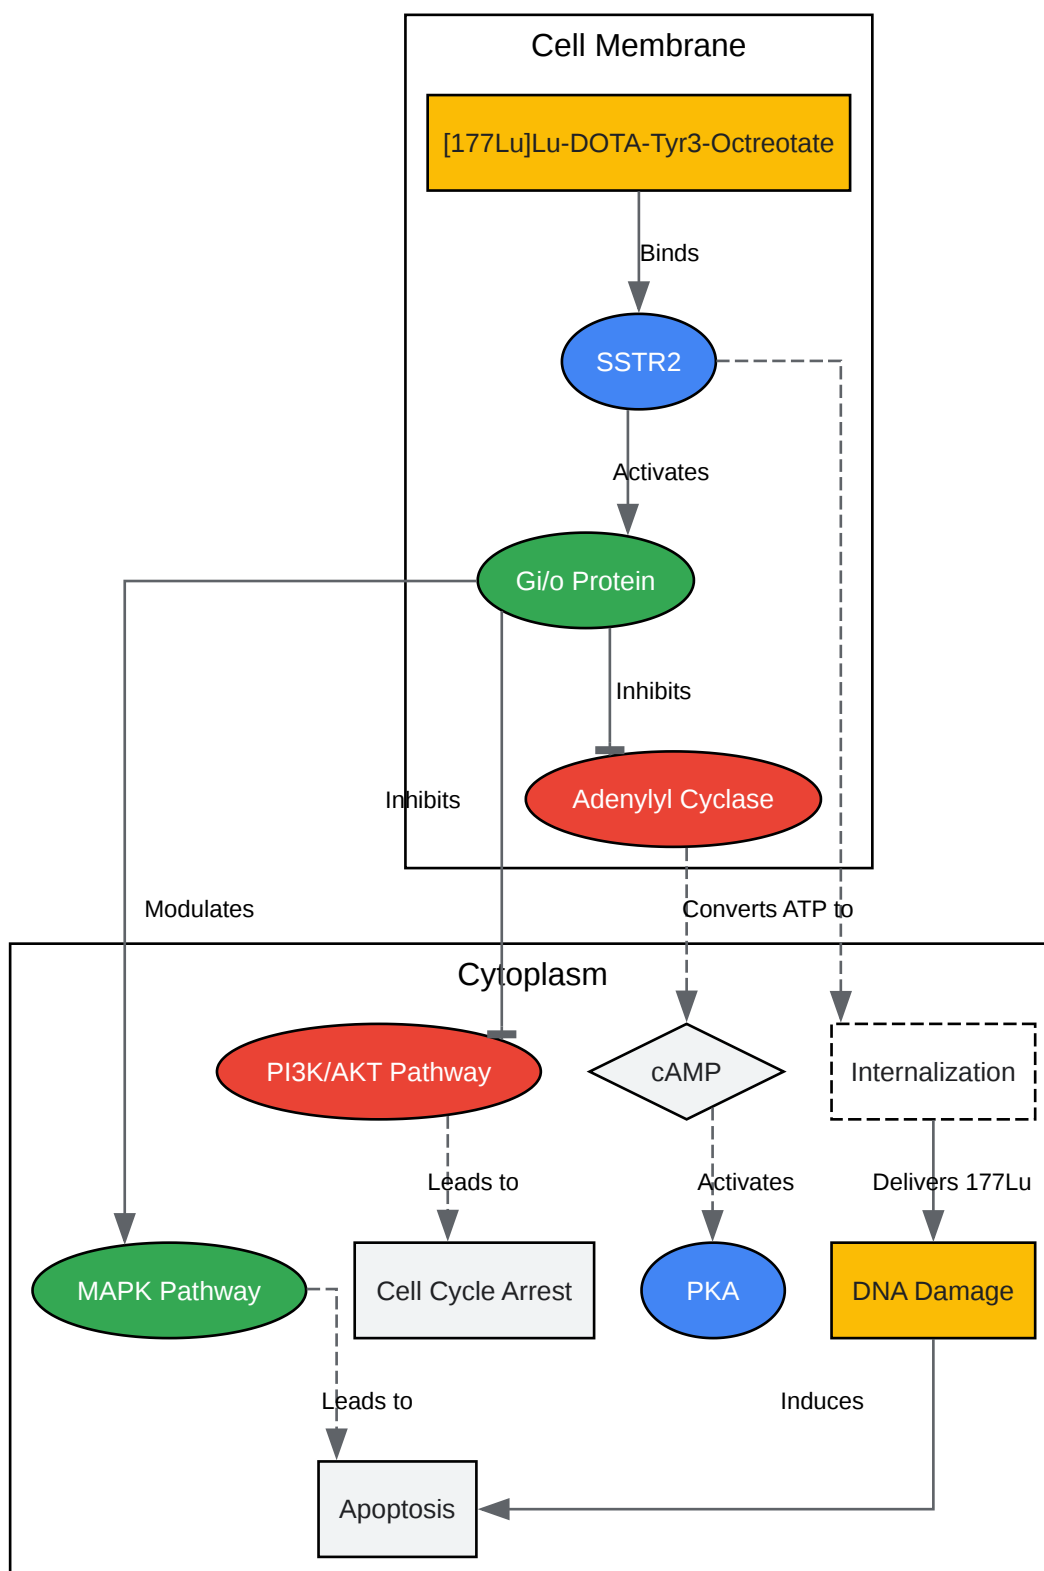 Cell Membrane
[177Lu]Lu-DOTA-Tyr3-Octreotate
Binds
SSTR2
Activates
Gi/o Protein
Inhibits
Inhibits
Adenylyl Cyclase
Modulates
Converts ATP to
Cytoplasm
PI3K/AKT Pathway
cAMP
Internalization
Leads to
Activates
Delivers 177Lu
MAPK Pathway
Cell Cycle Arrest
PKA
DNA Damage
Leads to
Induces
Apoptosis